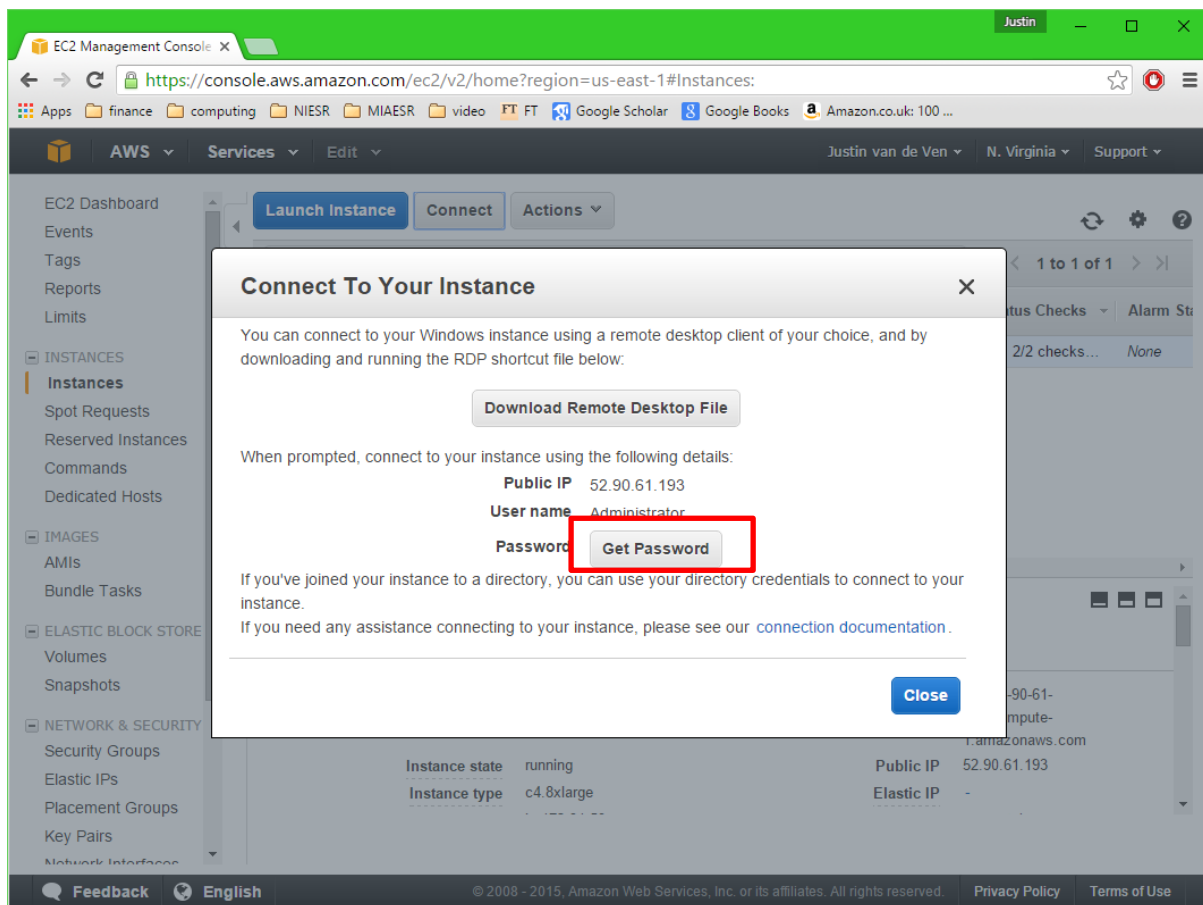 Justin
EC2 Management Console
https://console.aws.amazon.com/ec2/v2/home?region=us-east-1#Instances:
Apps finance computing NIESR MIAESR video FT FT Google Scholar Google Books Amazon.co.uk: 100 ...
AWS Services Edit Justin van de Ven N. Virginia Support
EC2 Dashboard
Events
Tags
Reports
Limits
INSTANCES
Instances
Spot Requests
Reserved Instances
Commands
Dedicated Hosts
IMAGES
AMIs
Bundle Tasks
ELASTIC BLOCK STORE
Volumes
Snapshots
NETWORK & SECURITY
Security Groups
Elastic IPs
Placement Groups
Key Pairs
Network Interfaces
Launch Instance Connect Actions
1 to 1 of 1
tus Checks Alarm Sta
2/2 checks... None
Connect To Your Instance
You can connect to your Windows instance using a remote desktop client of your choice, and by
downloading and running the RDP shortcut file below:
Download Remote Desktop File
When prompted, connect to your instance using the following details:
Public IP 52.90.61.193
User name Administrator
Password Get Password
If you've joined your instance to a directory, you can use your directory credentials to connect to your
instance.
If you need any assistance connecting to your instance, please see our connection documentation.
Close
-90-61-
mpute-
1.amazonaws.com
Instance state running Public IP 52.90.61.193
Instance type c4.8xlarge Elastic IP -
Feedback English © 2008 - 2015, Amazon Web Services, Inc. or its affiliates. All rights reserved. Privacy Policy Terms of Use